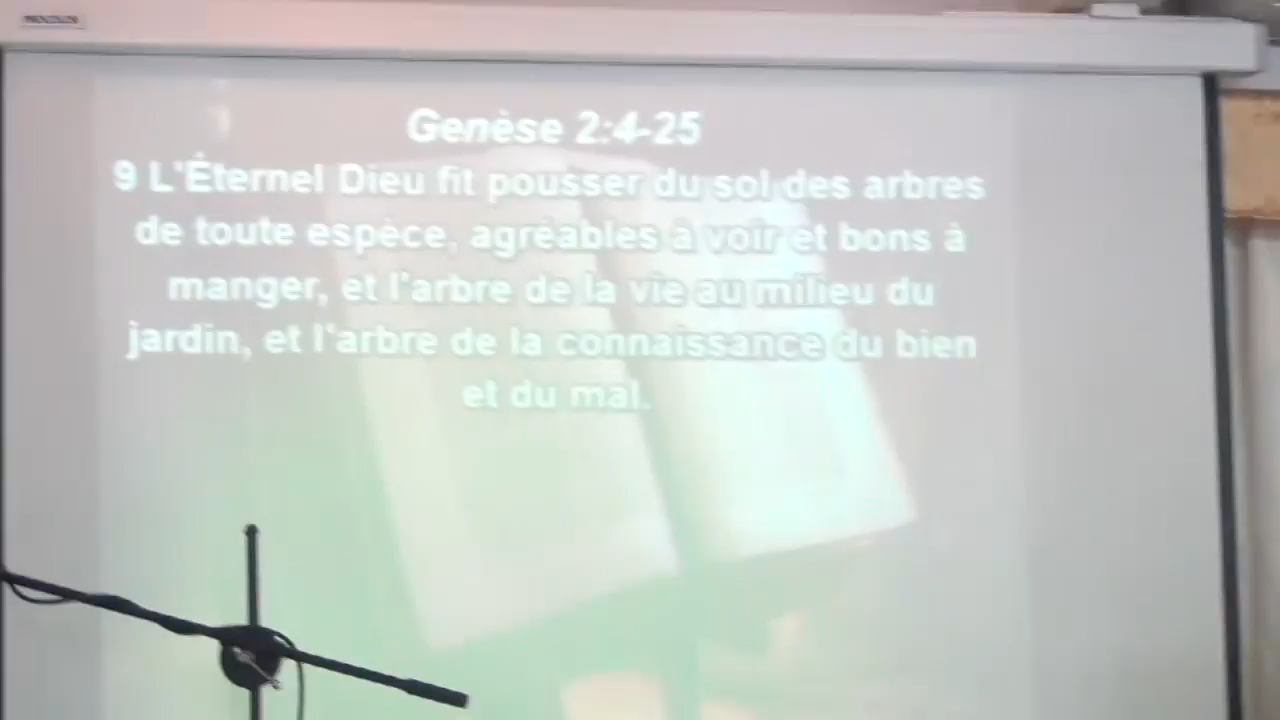 Genèse 2:4-25
9 L'Éternel Dieu fit pousser du sol des arbres
de toute espèce, agréables à voir et bons à
manger, et l'arbre de la vie au milieu du
jardin, et l'arbre de la connaissance du bien
et du mal.